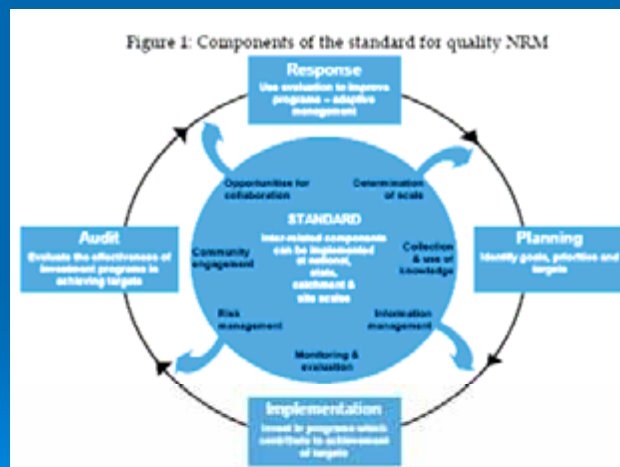 Figure 1: Components of the standard for quality NRM
Response
Use evaluation to improve
programs – adaptive
management
Opportunities for
collaboration
Determination
of scale
STANDARD
Inter-related components
can be implemented
at national,
state,
catchment &
site scales
Audit
Evaluate the effectiveness of
investment programs in
achieving targets
Community
engagement
Collection
& use of
knowledge
Planning
Identify goals, priorities and
targets
Risk
management
Information
management
Monitoring &
evaluation
Implementation
Invest in programs which
contribute to achievement
of targets